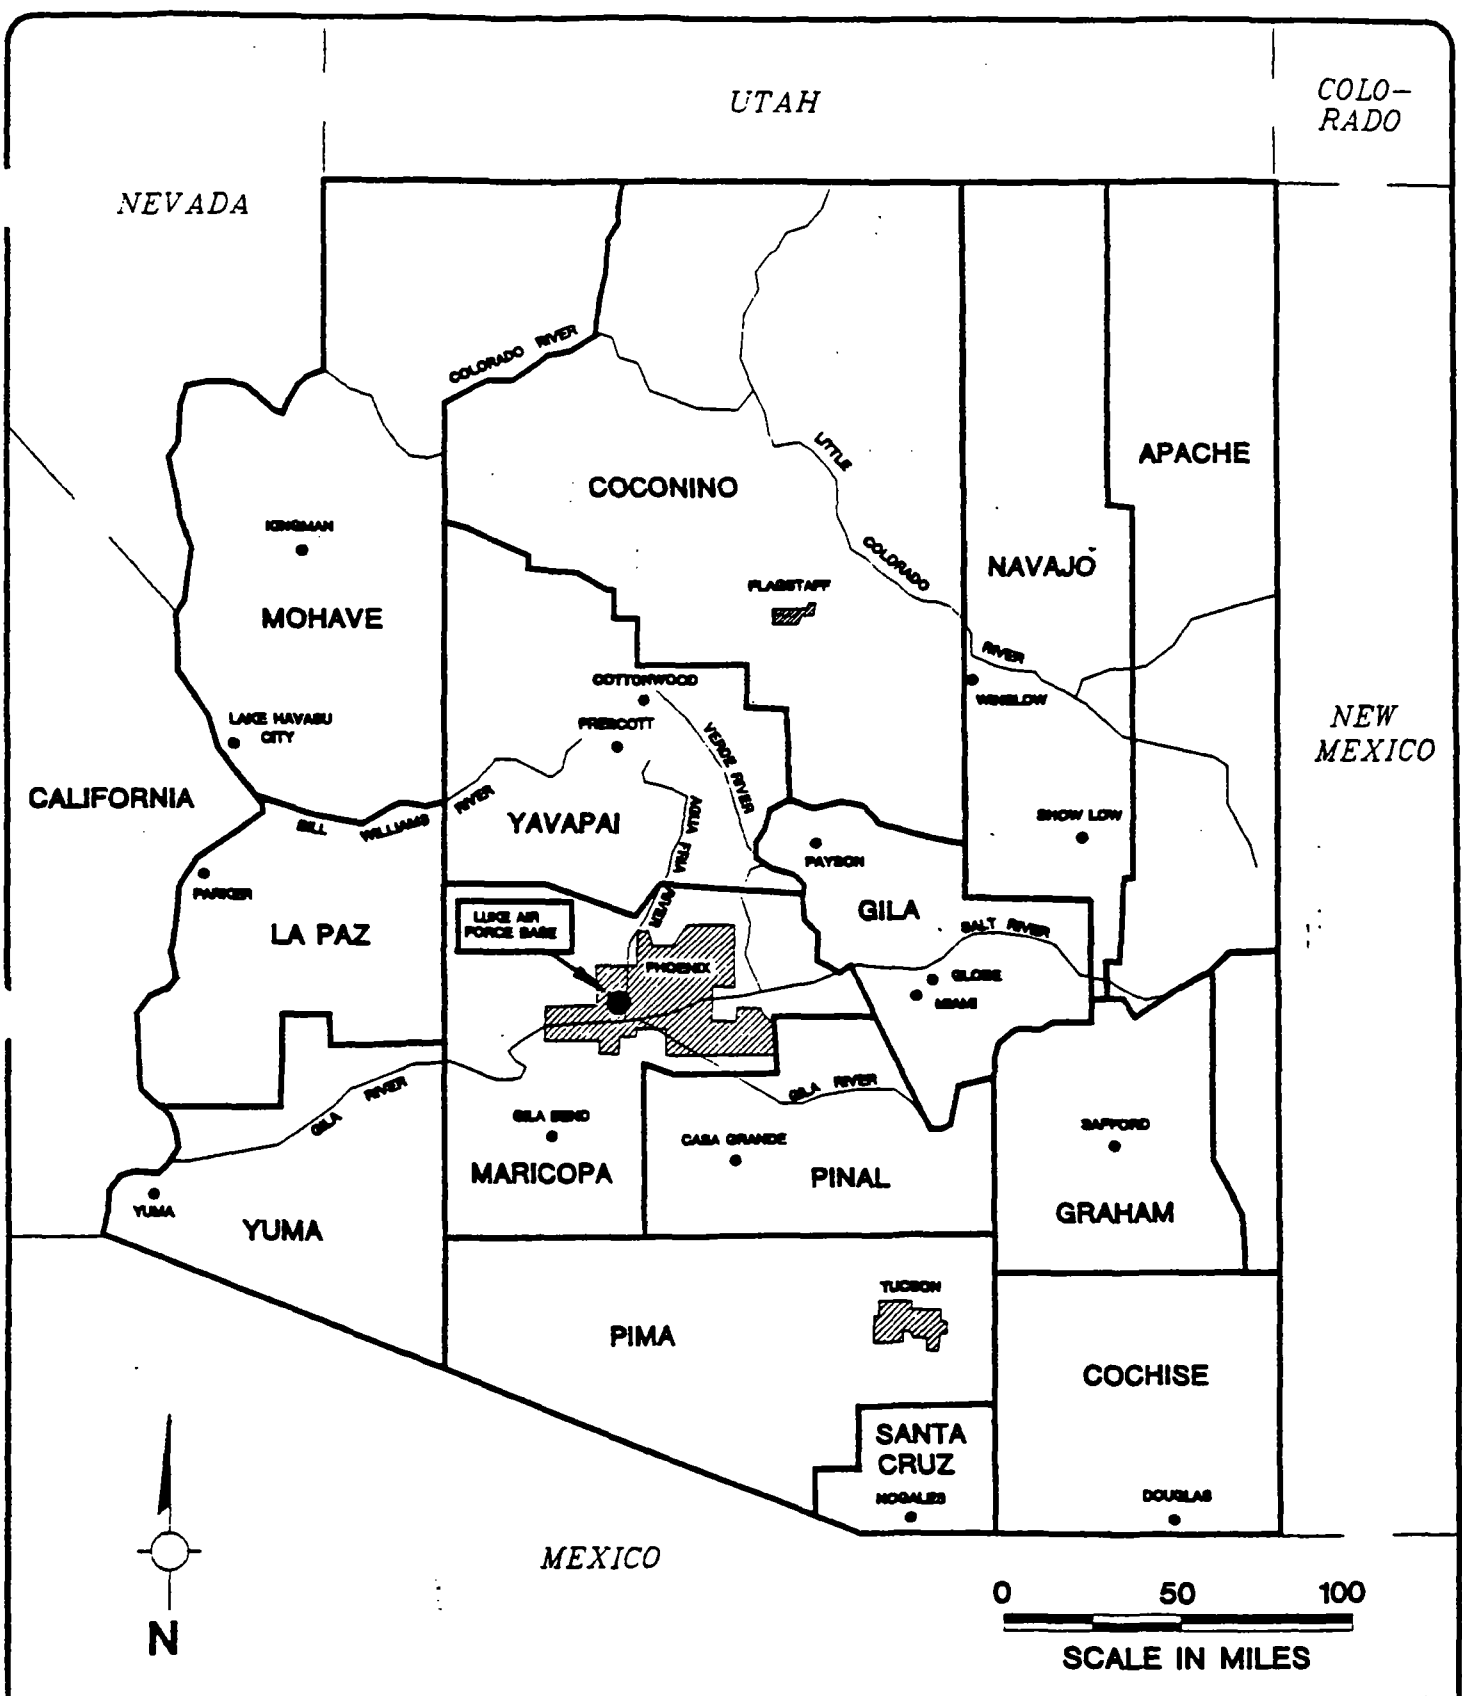 UTAH
COLO-
RADO
NEVADA
COLORADO RIVER
APACHE
LITTLE
COCONINO
KINGMAN
COLORADO
NAVAJO
FLAGSTAFF
MOHAVE
RIVER
COTTONWOOD
WINSLOW
LAKE HAVASU
CITY
PRESCOTT
NEW
MEXICO
VERDE RIVER
CALIFORNIA
RIVER
BILL
WILLIAMS
YAVAPAI
AGUA FRIA
SHOW LOW
PAYSON
PARKER
RIVER
GILA
LUKE AIR
FORCE BASE
LA PAZ
SALT RIVER
PHOENIX
GLOBE
MIAMI
GILA RIVER
GILA RIVER
GILA BEND
SAFFORD
CASA GRANDE
MARICOPA
PINAL
YUMA
GRAHAM
YUMA
TUCSON
PIMA
COCHISE
SANTA
CRUZ
NOGALES
DOUGLAS
MEXICO
0 50 100
N
SCALE IN MILES